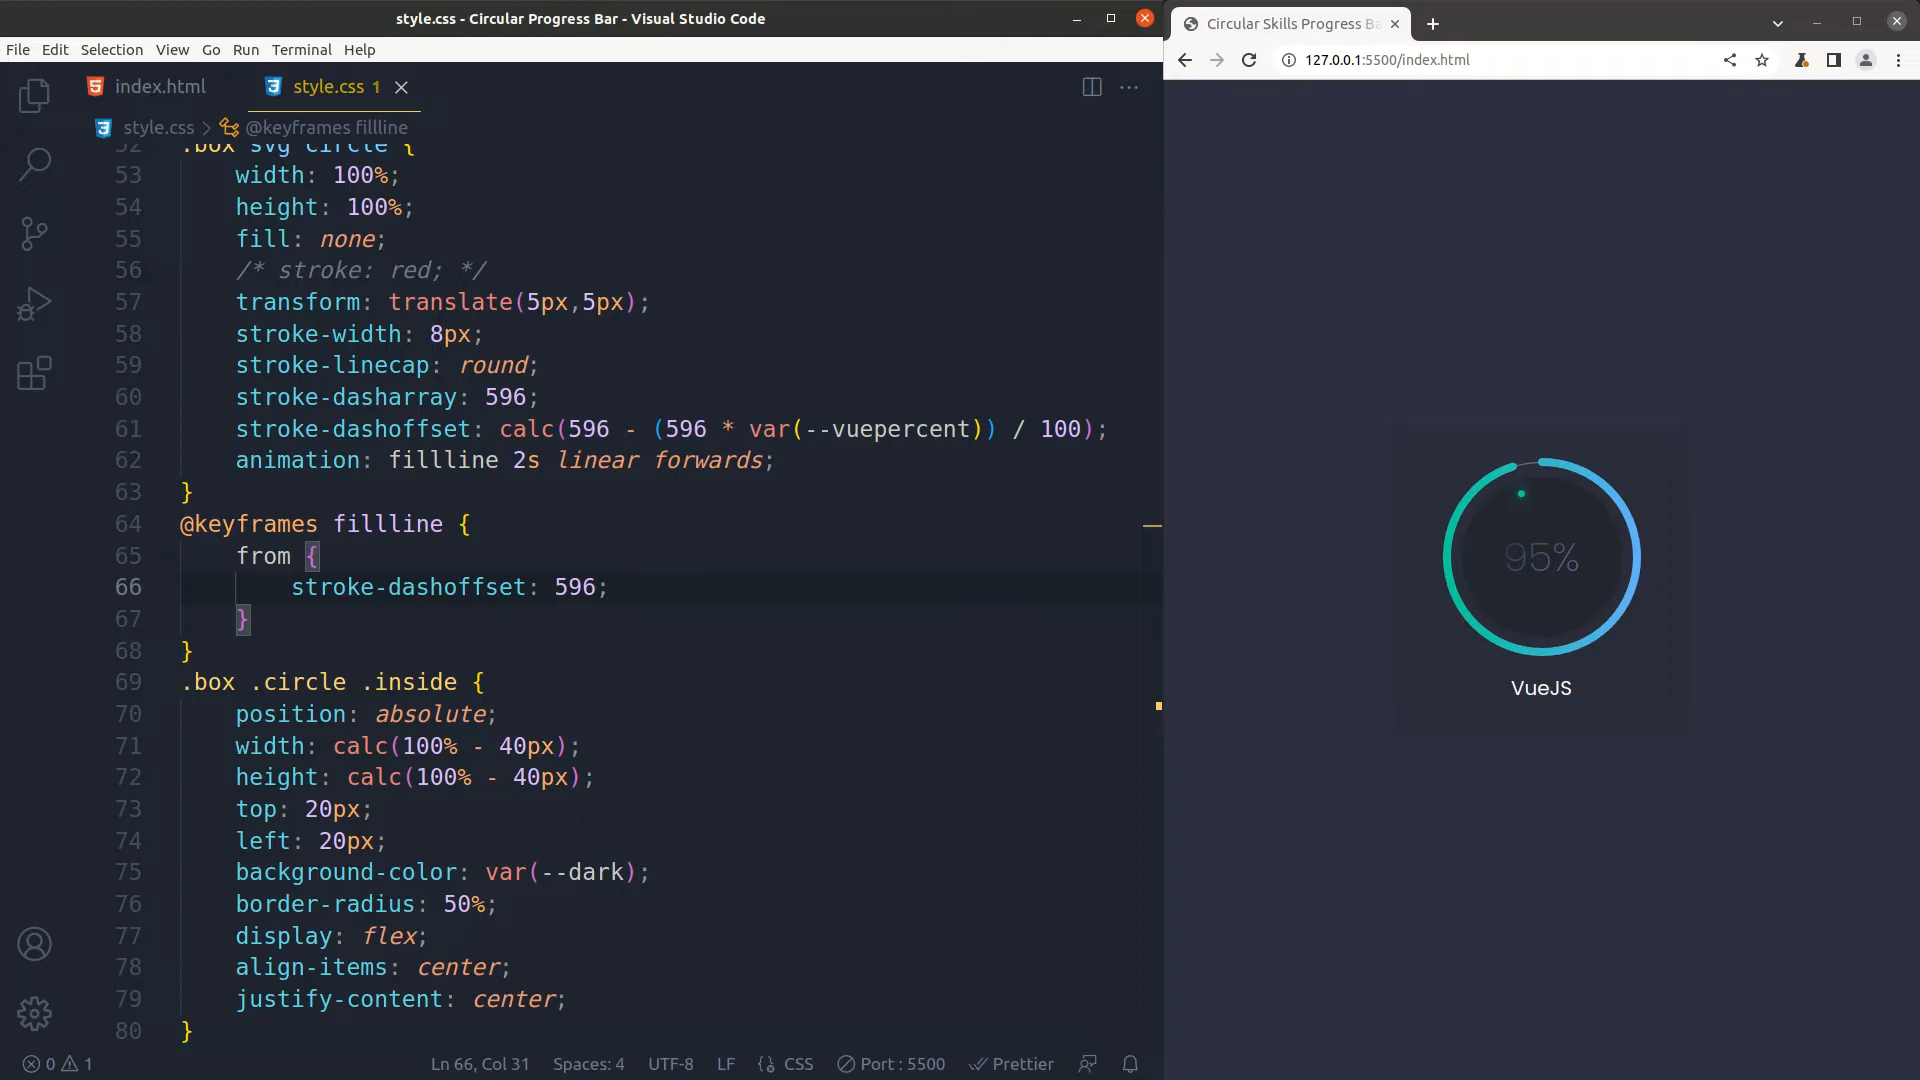 style.css - Circular Progress Bar - Visual Studio Code
File Edit Selection View Go Run Terminal Help
index.html
style.css 1
style.css > @keyframes fillline
52 .box svg circle {
53 width: 100%;
54 height: 100%;
55 fill: none;
56 /* stroke: red; */
57 transform: translate(5px,5px);
58 stroke-width: 8px;
59 stroke-linecap: round;
60 stroke-dasharray: 596;
61 stroke-dashoffset: calc(596 - (596 * var(--vuepercent)) / 100);
62 animation: fillline 2s linear forwards;
63 }
64 @keyframes fillline {
65 from {
66 stroke-dashoffset: 596;
67 }
68 }
69 .box .circle .inside {
70 position: absolute;
71 width: calc(100% - 40px);
72 height: calc(100% - 40px);
73 top: 20px;
74 left: 20px;
75 background-color: var(--dark);
76 border-radius: 50%;
77 display: flex;
78 align-items: center;
79 justify-content: center;
80 }
0 1 Ln 66, Col 31 Spaces: 4 UTF-8 LF CSS Port : 5500 Prettier
Circular Skills Progress Ba
127.0.0.1:5500/index.html
95%
VueJS